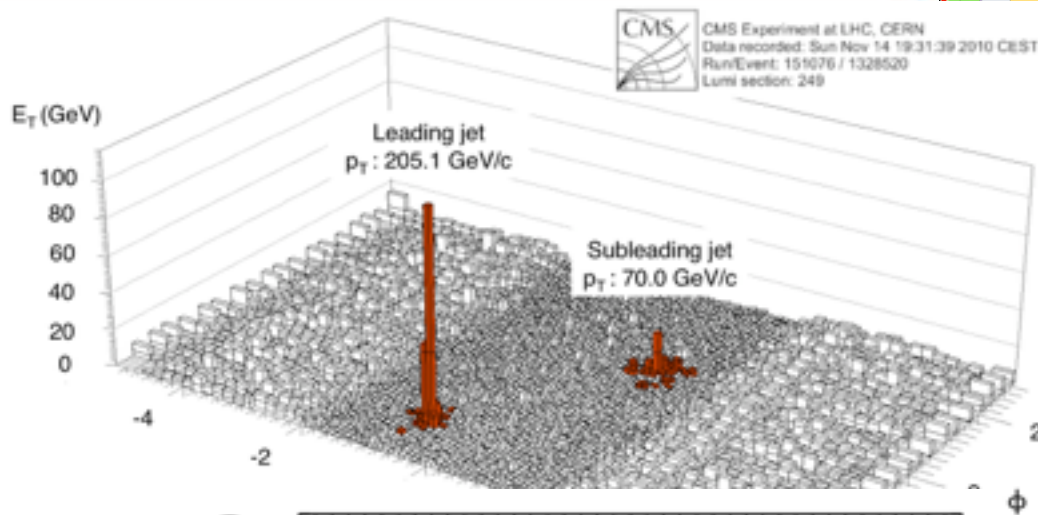 CMS
CMS Experiment at LHC, CERN
Data recorded: Sun Nov 14 19:31:39 2010 CEST
Run/Event: 151076 / 1328520
Lumi section: 249
E_T (GeV)
Leading jet
p_T : 205.1 GeV/c
Subleading jet
p_T : 70.0 GeV/c
100
80
60
40
20
0
-4
-2
2
ϕ